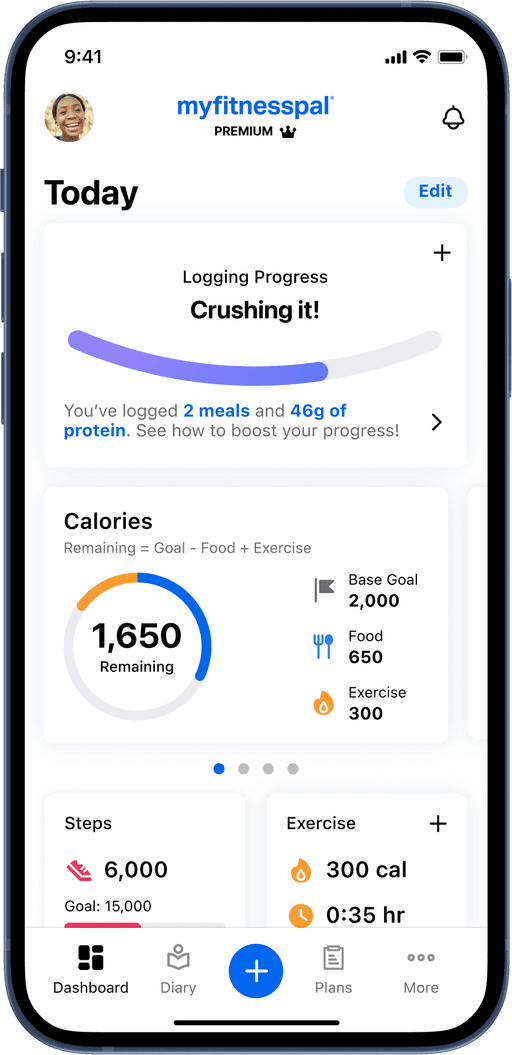 9:41
myfitnesspal®
PREMIUM
Today
Edit
Logging Progress
Crushing it!
You’ve logged 2 meals and 46g of
protein. See how to boost your progress!
Calories
Remaining = Goal - Food + Exercise
1,650
Remaining
Base Goal
2,000
Food
650
Exercise
300
Steps
6,000
Goal: 15,000
Exercise
300 cal
0:35 hr
Dashboard
Diary
Plans
More